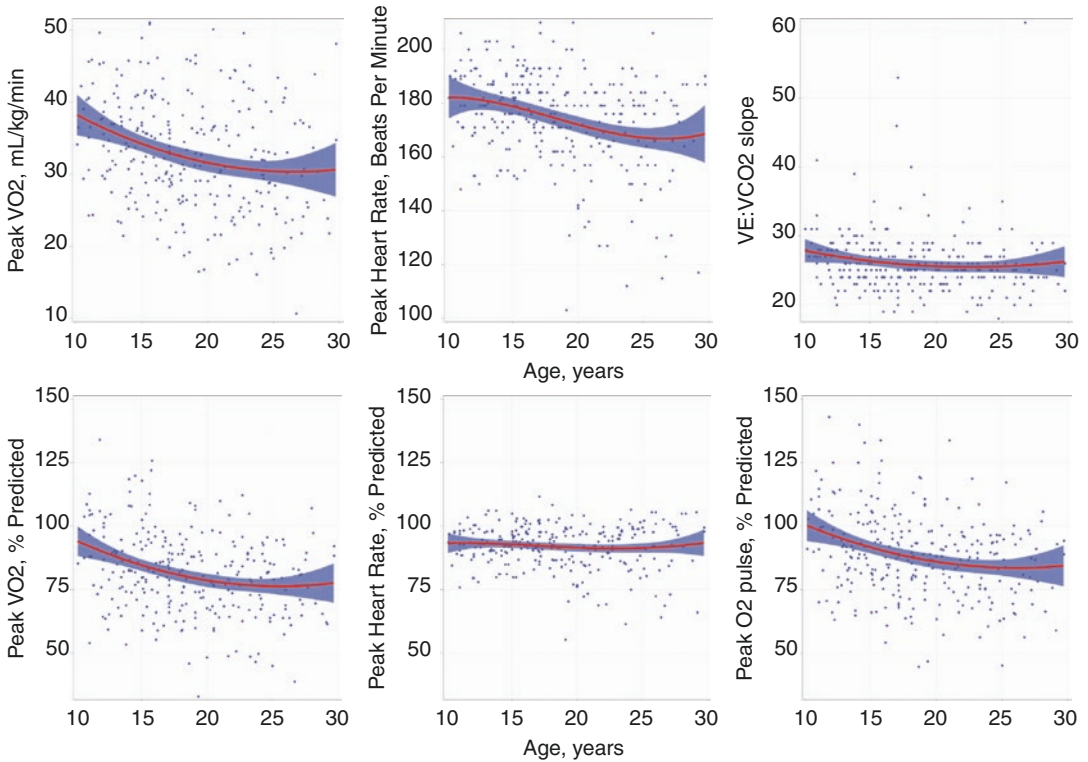 Peak VO2, mL/kg/min
50
40
30
20
10
10 15 20 25 30
Peak Heart Rate, Beats Per Minute
200
180
160
140
120
100
10 15 20 25 30
Age, years
VE:VCO2 slope
60
50
40
30
20
10 15 20 25 30
Peak VO2, % Predicted
150
125
100
75
50
10 15 20 25 30
Peak Heart Rate, % Predicted
150
125
100
75
50
10 15 20 25 30
Age, years
Peak O2 pulse, % Predicted
150
125
100
75
50
10 15 20 25 30